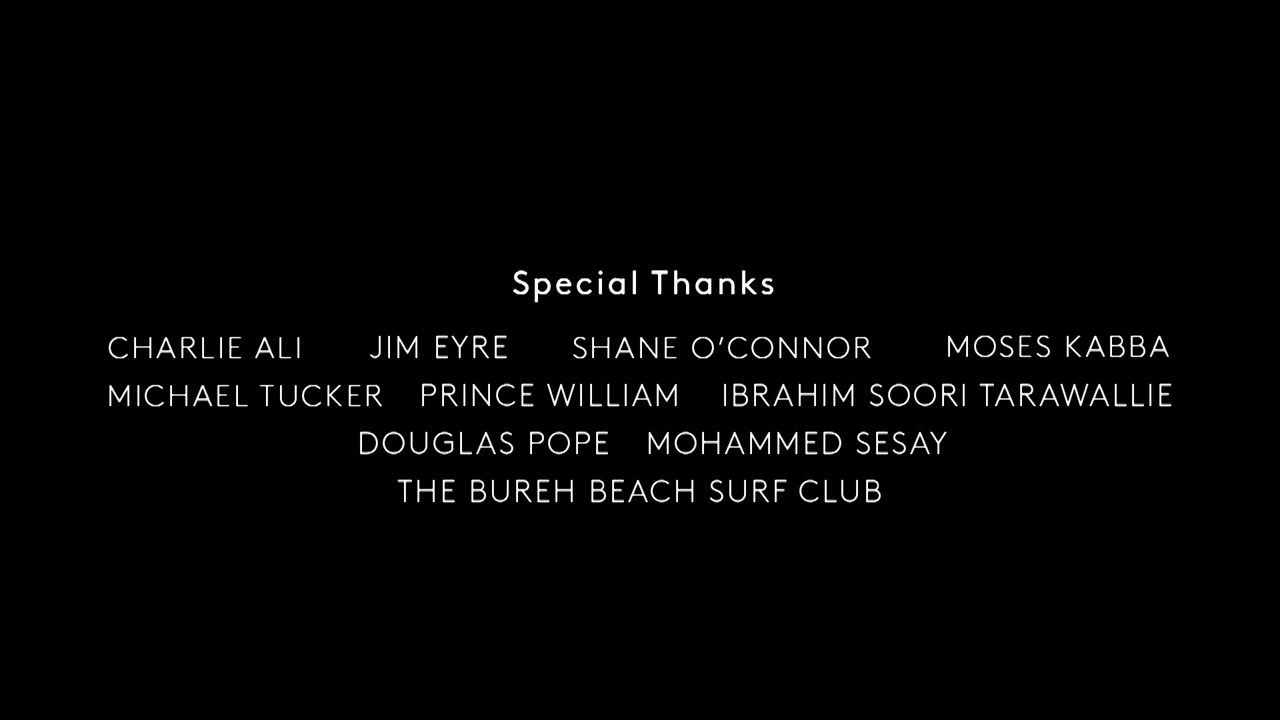 Special Thanks
CHARLIE ALI JIM EYRE SHANE O’CONNOR MOSES KABBA
MICHAEL TUCKER PRINCE WILLIAM IBRAHIM SOORI TARAWALLIE
DOUGLAS POPE MOHAMMED SESAY
THE BUREH BEACH SURF CLUB